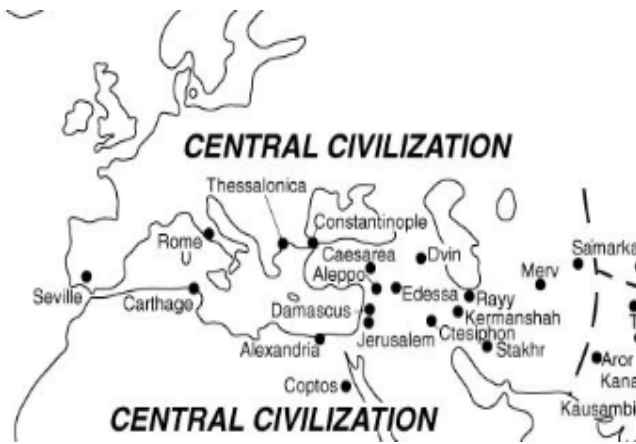 CENTRAL CIVILIZATION
Thessalonica
Constantinople
Rome
Caesarea
Dvin
Samarka
Aleppo
Merv
Seville
Carthage
Edessa
Rayy
Damascus
Kermanshah
Jerusalem
Ctesiphon
Alexandria
Stakhr
Aror
Coptos
Kana
Kausambi
CENTRAL CIVILIZATION